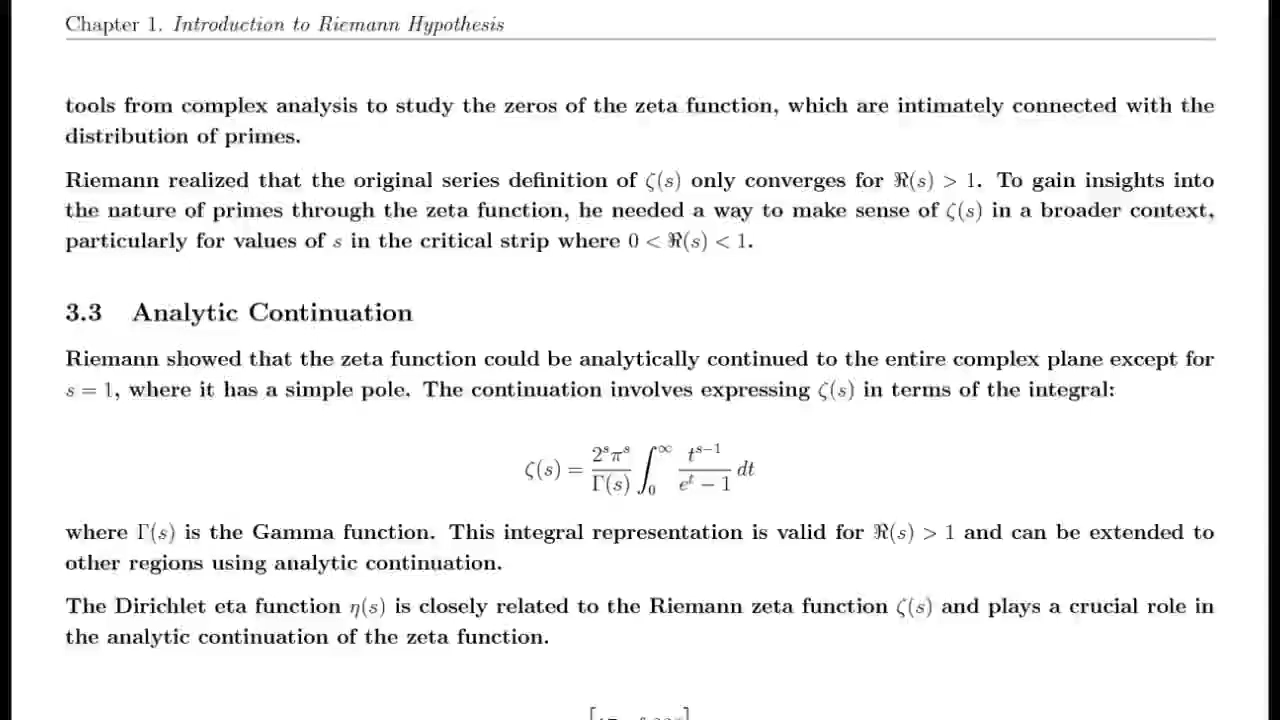 Chapter 1. Introduction to Riemann Hypothesis
tools from complex analysis to study the zeros of the zeta function, which are intimately connected with the
distribution of primes.
Riemann realized that the original series definition of ζ(s) only converges for ℜ(s) > 1. To gain insights into
the nature of primes through the zeta function, he needed a way to make sense of ζ(s) in a broader context,
particularly for values of s in the critical strip where 0 < ℜ(s) < 1.
3.3 Analytic Continuation
Riemann showed that the zeta function could be analytically continued to the entire complex plane except for
s = 1, where it has a simple pole. The continuation involves expressing ζ(s) in terms of the integral:
ζ(s) = \frac{2^s π^s}{Γ(s)} ∫_0^∞ \frac{t^{s−1}}{e^t − 1} dt
where Γ(s) is the Gamma function. This integral representation is valid for ℜ(s) > 1 and can be extended to
other regions using analytic continuation.
The Dirichlet eta function η(s) is closely related to the Riemann zeta function ζ(s) and plays a crucial role in
the analytic continuation of the zeta function.